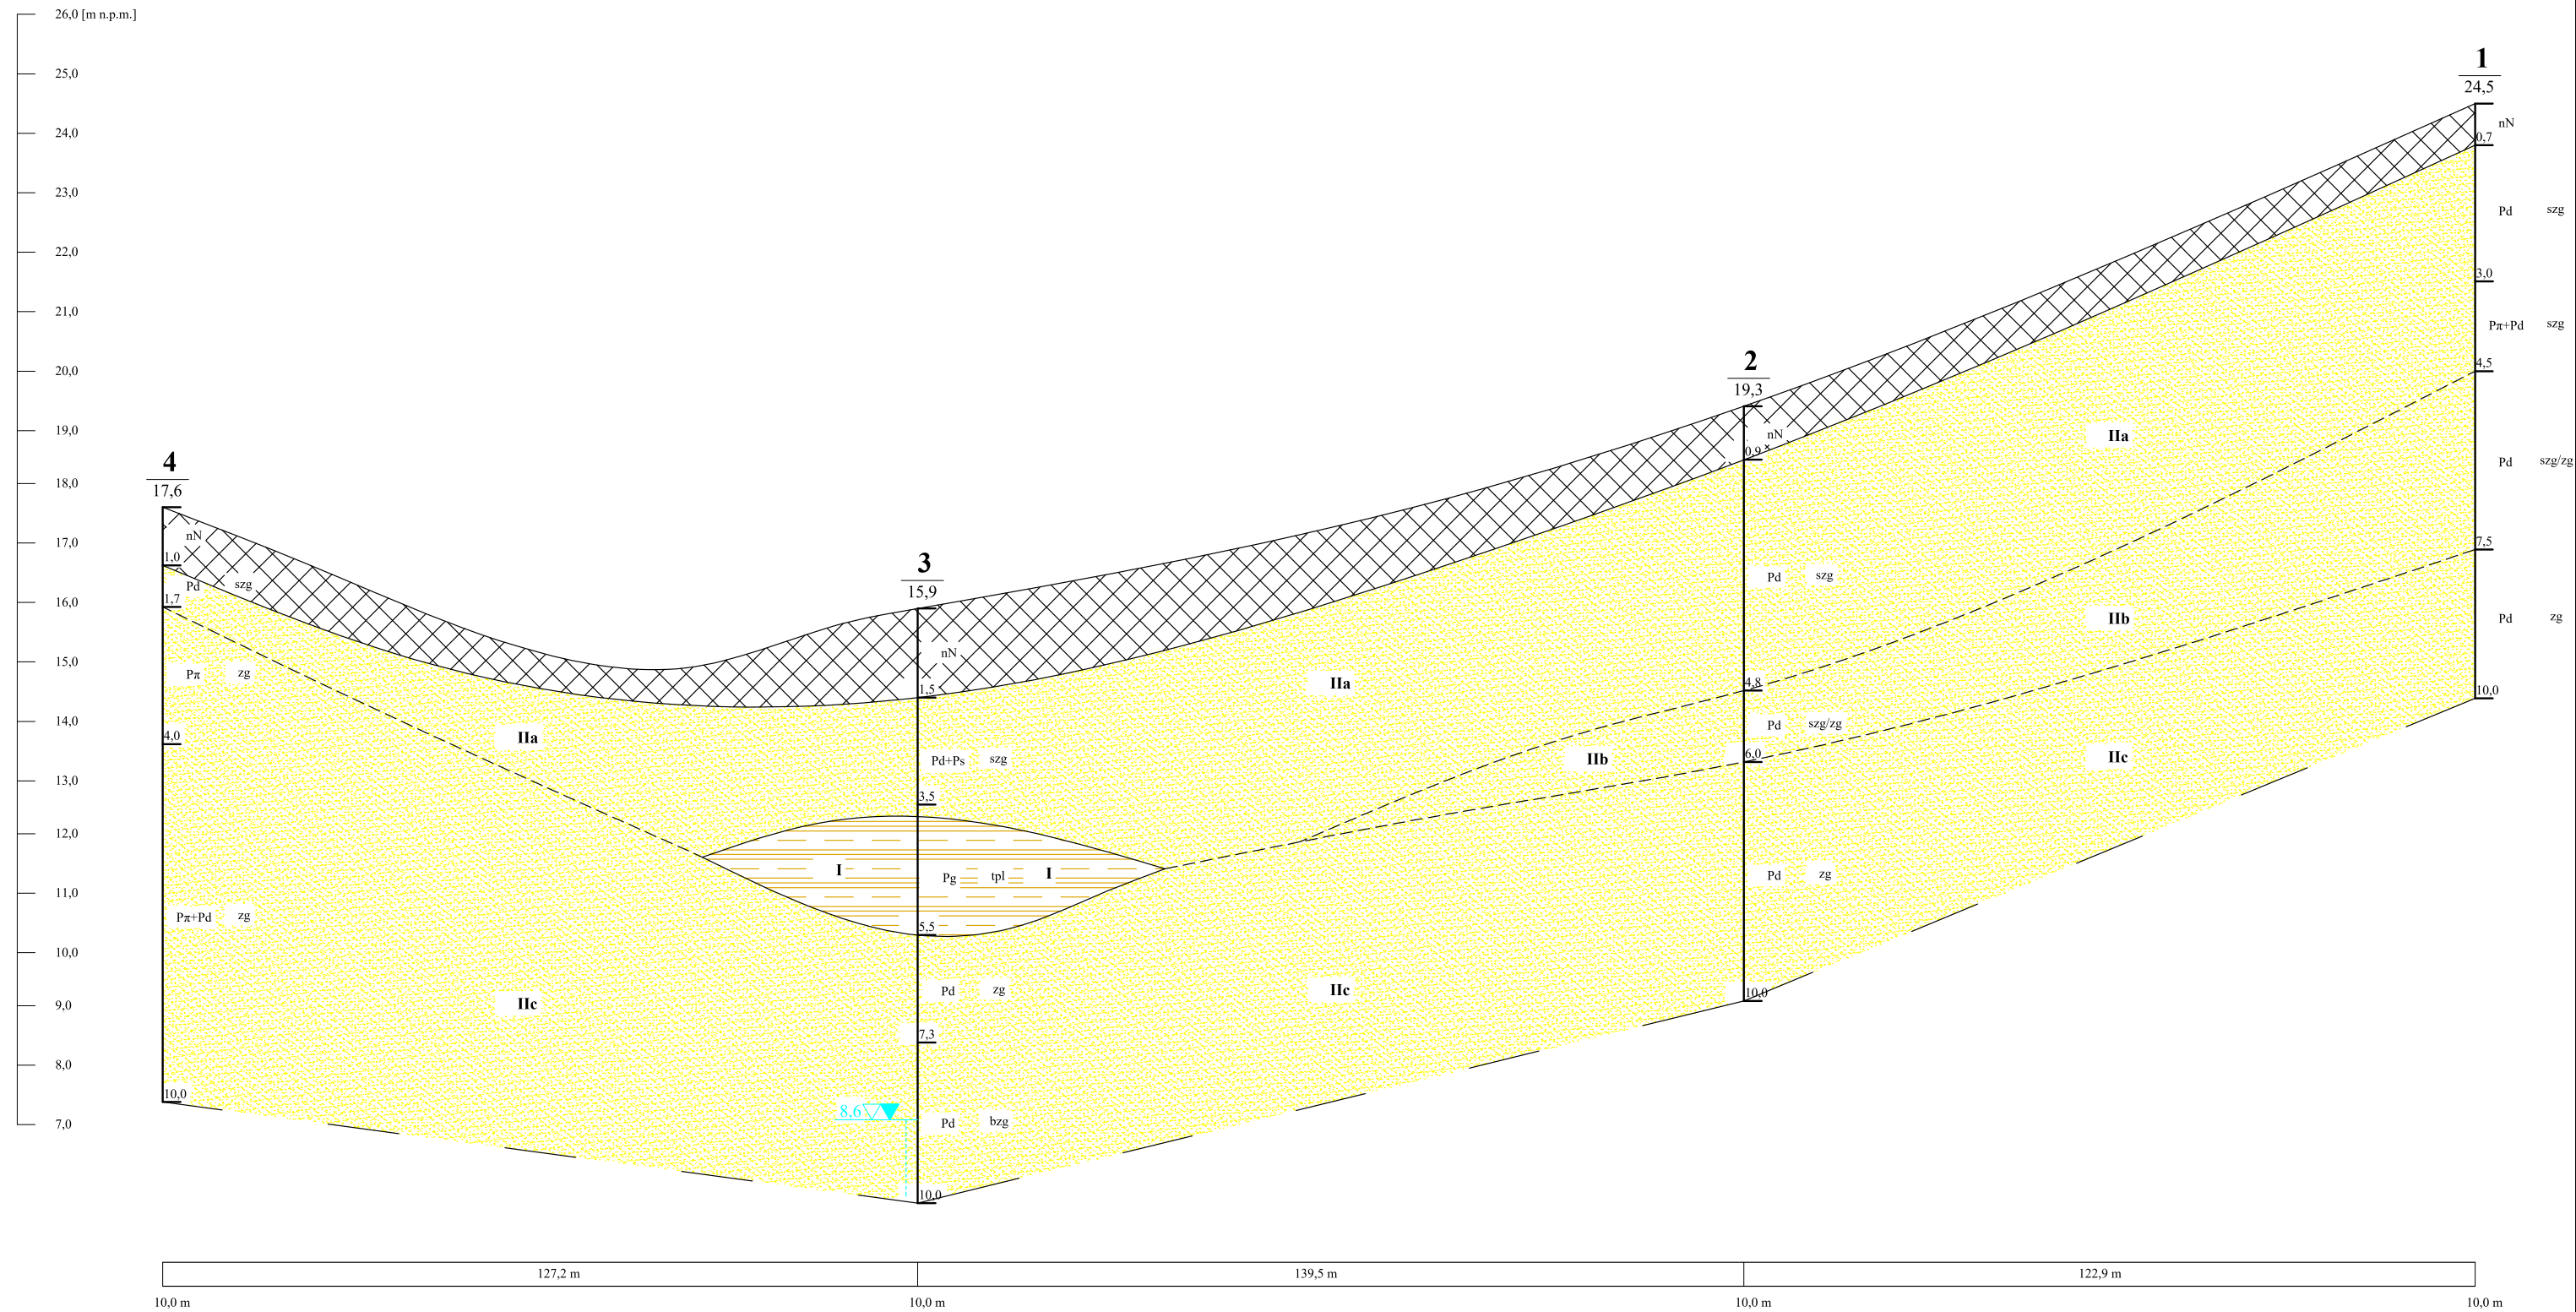 26,0 [m n.p.m.]
25,0
24,0
23,0
22,0
21,0
20,0
19,0
18,0
17,0
16,0
15,0
14,0
13,0
12,0
11,0
10,0
9,0
8,0
7,0
4
17,6
nN
1,0
Pd szg
1,7
Pπ zg
4,0
Pπ+Pd zg
10,0
IIa
IIc
3
15,9
nN
1,5
Pd+Ps szg
3,5
I Pg tpl I
5,5
Pd zg
7,3
8,6
Pd bzg
10,0
IIa
IIb
IIc
2
19,3
nN
0,9
Pd szg
4,8
Pd szg/zg
6,0
Pd zg
10,0
IIa
IIb
IIc
1
24,5
nN
0,7
Pd szg
3,0
Pπ+Pd szg
4,5
Pd szg/zg
7,5
Pd zg
10,0
127,2 m 139,5 m 122,9 m
10,0 m 10,0 m 10,0 m 10,0 m